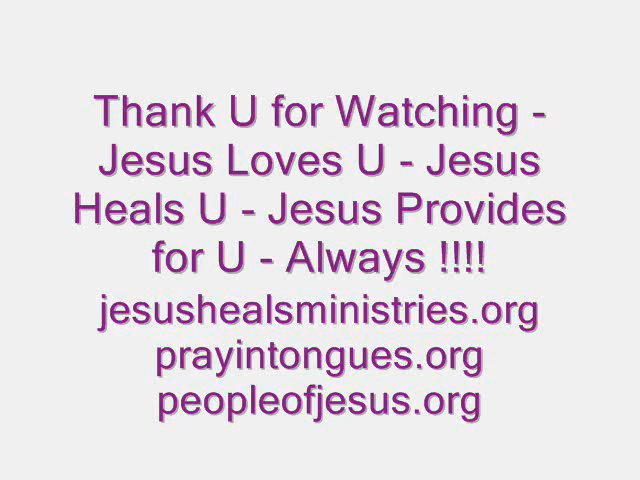 Thank U for Watching -
Jesus Loves U - Jesus
Heals U - Jesus Provides
for U - Always !!!!
jesushealsministries.org
prayintongues.org
peopleofjesus.org